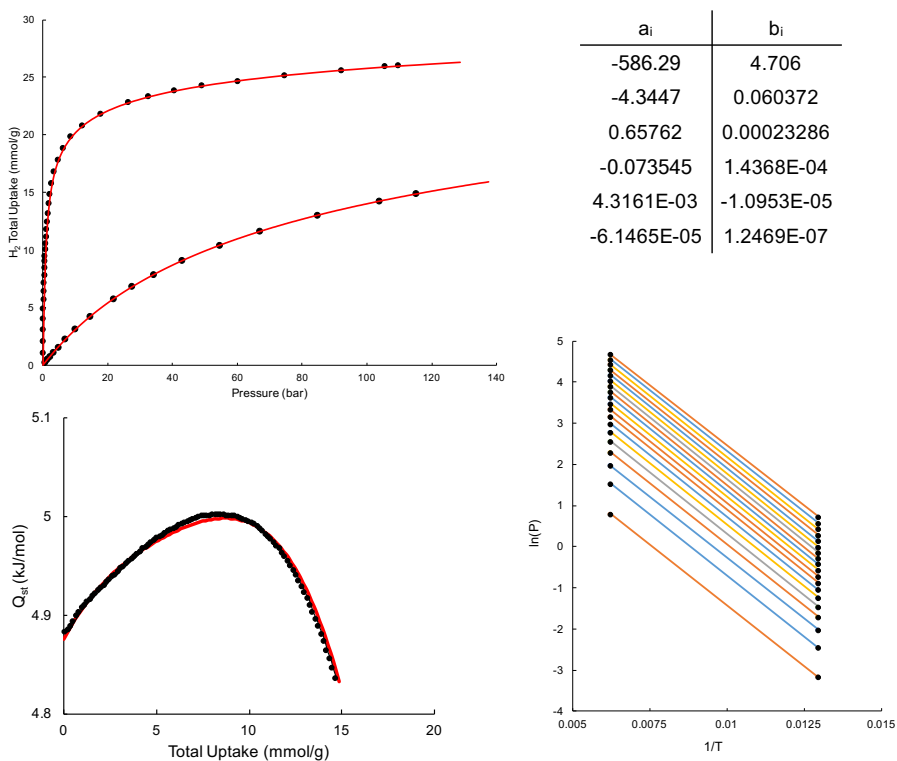 30
25
20
15
10
5
0
H₂ Total Uptake (mmol/g)
0 20 40 60 80 100 120 140
Pressure (bar)
aᵢ bᵢ
-586.29 4.706
-4.3447 0.060372
0.65762 0.00023286
-0.073545 1.4368E-04
4.3161E-03 -1.0953E-05
-6.1465E-05 1.2469E-07
5.1
5
4.9
4.8
Qst (kJ/mol)
0 5 10 15 20
Total Uptake (mmol/g)
5
4
3
2
1
0
-1
-2
-3
-4
ln(P)
0.005 0.0075 0.01 0.0125 0.015
1/T